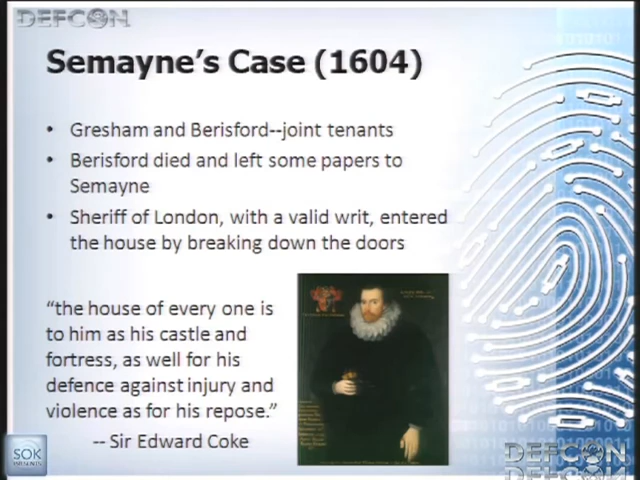 DEFCON
Semayne's Case (1604)
• Gresham and Berisford--joint tenants
• Berisford died and left some papers to
Semayne
• Sheriff of London, with a valid writ, entered
the house by breaking down the doors
“the house of every one is
to him as his castle and
fortress, as well for his
defence against injury and
violence as for his repose.”
-- Sir Edward Coke
SOK
DEFCON